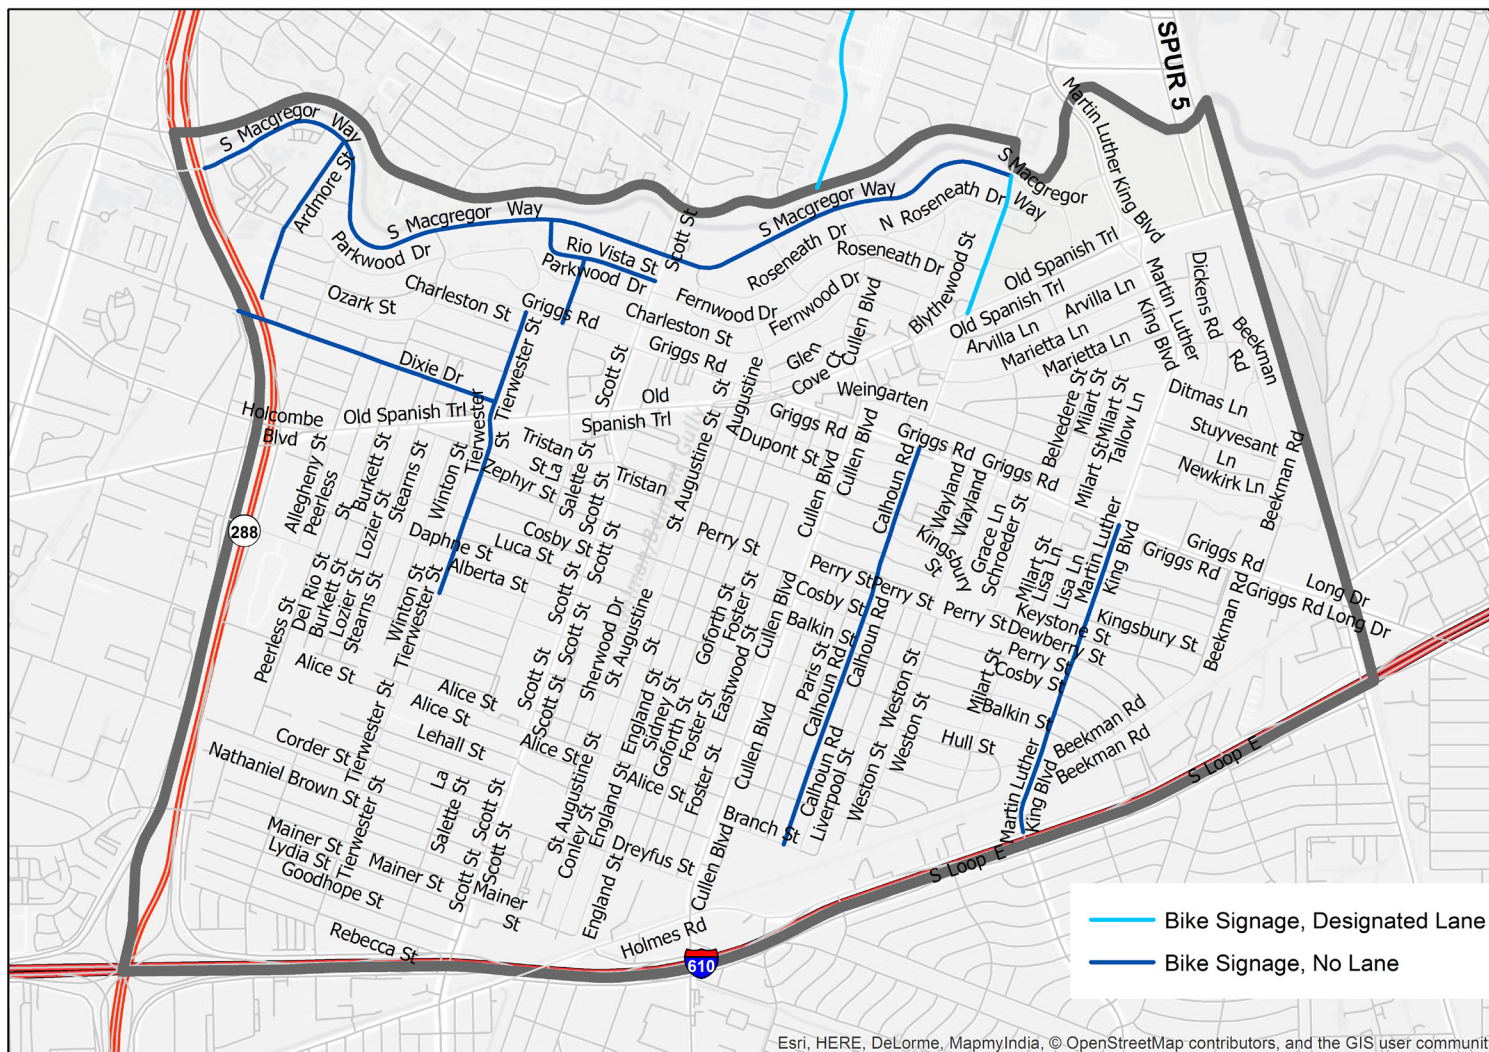 SPUR 5
Martin Luther King Blvd
S Macgregor Way
S Macgregor
Way
Ardmore St
S Macgregor Way
S Macgregor Way
N Roseneath Dr
Scott St
Parkwood Dr
Rio Vista St
Parkwood Dr
Roseneath Dr
Roseneath Dr
Blythewood St
Old Spanish Trl
Old Spanish Trl
Martin Luther
King Blvd
Dickens Rd
Beekman
Rd
Ozark St
Charleston St
Griggs Rd
Fernwood Dr
Fernwood Dr
Charleston St
Cullen Blvd
Arvilla Ln
Arvilla Ln
Marietta Ln
Marietta Ln
Dixie Dr
Tierwester St
Scott St
Griggs Rd
Glen
Cove Ct
Weingarten
Holcombe
Blvd
Old Spanish Trl
Tierwester
St
Old
Spanish Trl
St
Augustine
Griggs Rd
Dupont St
Cullen Blvd
Cullen Blvd
Griggs Rd
Griggs Rd
Belvedere St
Milart St
Milart St
Milart St
Tallow Ln
Ditmas Ln
Stuyvesant
Ln
Newkirk Ln
Beekman Rd
Allegheny St
Peerless
St
Burkett St
Lozier St
Stearns St
Winton St
Tristan
St
Zephyr St
La
Salette St
Scott St
Tristan
St Augustine St
Calhoun Rd
Wayland
Wayland
Kingsbury
St
Grace Ln
Schroeder St
Milart St
Lisa Ln
Lisa Ln
Martin Luther
King Blvd
288
Daphne St
Luca St
Cosby St
Alberta St
Scott St
Scott St
Perry St
Perry St
Perry St
Cosby St
Balkin St
Perry St
Keystone St
Dewberry St
Perry St
Cosby St
Kingsbury St
Griggs Rd
Griggs Rd
Griggs Rd
Long Dr
Long Dr
Beekman Rd
Del Rio St
Burkett St
Lozier St
Stearns St
Winton St
Tierwester St
Peerless St
Alice St
Alice St
Alice St
Lehall St
Alice St
Scott St
Scott St
Scott St
Sherwood Dr
St Augustine
St
England St
Sidney St
Goforth St
Goforth St
Foster St
Foster St
Eastwood St
Cullen Blvd
Paris St
Calhoun Rd
Calhoun Rd
Weston St
Weston St
Milart St
Balkin St
Hull St
Beekman Rd
Beekman Rd
Corder St
Nathaniel Brown St
Tierwester St
Tierwester St
La
Salette St
Scott St
Scott St
Scott St
St Augustine St
Conley St
England St
England St
Alice St
Foster St
Cullen Blvd
Cullen Blvd
Dreyfus St
Branch St
Calhoun Rd
Liverpool St
Weston St
Martin Luther
King Blvd
S Loop E
S Loop E
Mainer St
Lydia St
Goodhope St
Mainer St
Mainer
St
England St
Rebecca St
Holmes Rd
610
Bike Signage, Designated Lane
Bike Signage, No Lane
Esri, HERE, DeLorme, MapmyIndia, © OpenStreetMap contributors, and the GIS user communit